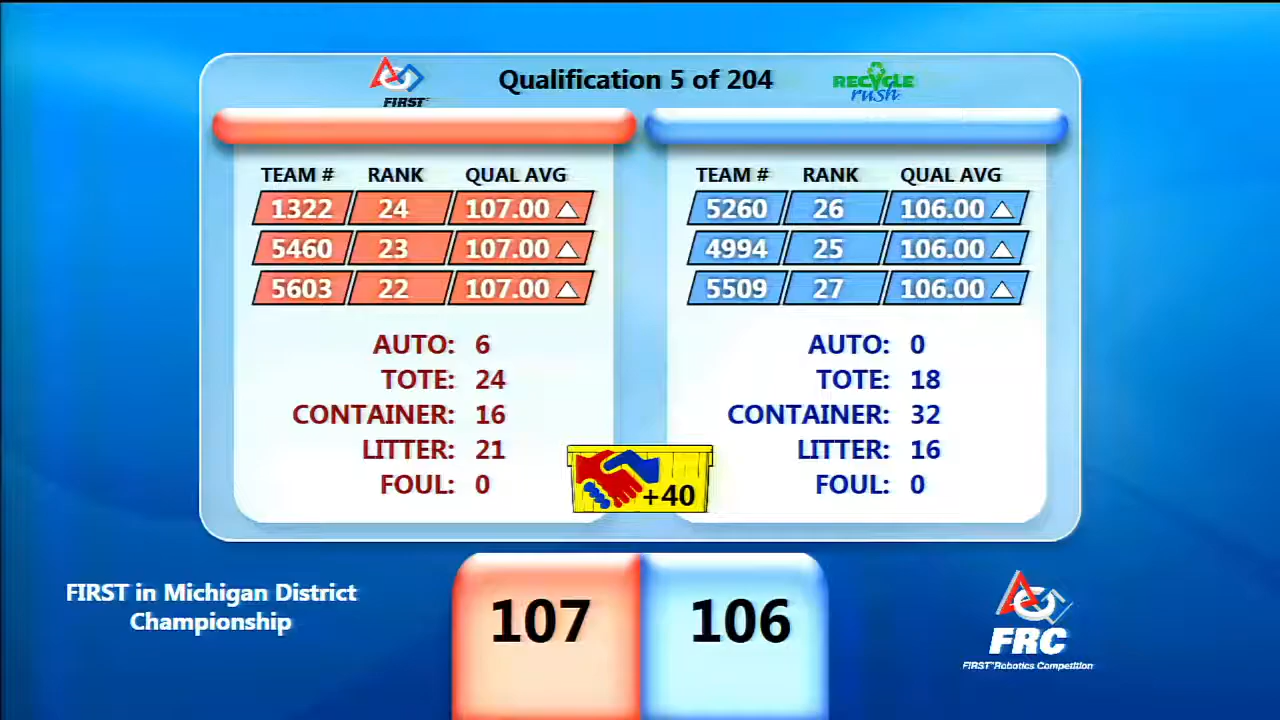 FIRST
Qualification 5 of 204
RECYCLE
rush
TEAM # RANK QUAL AVG
1322 24 107.00
5460 23 107.00
5603 22 107.00
AUTO: 6
TOTE: 24
CONTAINER: 16
LITTER: 21
FOUL: 0
TEAM # RANK QUAL AVG
5260 26 106.00
4994 25 106.00
5509 27 106.00
AUTO: 0
TOTE: 18
CONTAINER: 32
LITTER: 16
FOUL: 0
+40
FIRST in Michigan District
Championship
107 106
FRC
FIRST® Robotics Competition